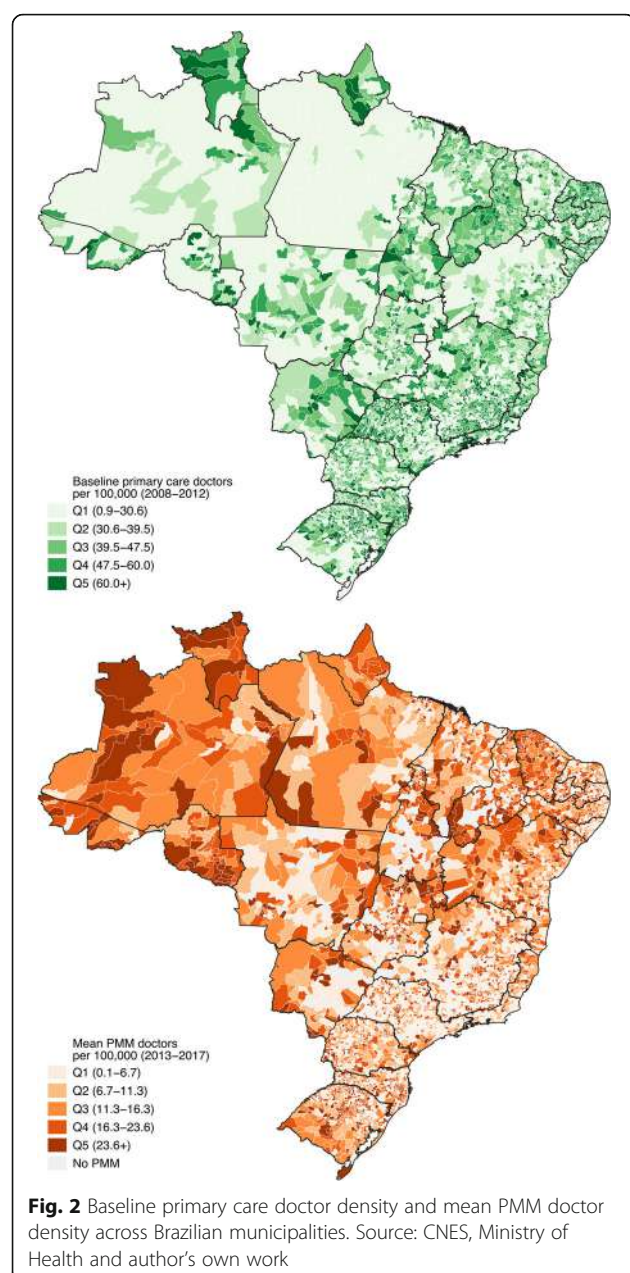 Baseline primary care doctors
per 100,000 (2008–2012)
Q1 (0.9–30.6)
Q2 (30.6–39.5)
Q3 (39.5–47.5)
Q4 (47.5–60.0)
Q5 (60.0+)
Mean PMM doctors
per 100,000 (2013–2017)
Q1 (0.1–6.7)
Q2 (6.7–11.3)
Q3 (11.3–16.3)
Q4 (16.3–23.6)
Q5 (23.6+)
No PMM
Fig. 2 Baseline primary care doctor density and mean PMM doctor
density across Brazilian municipalities. Source: CNES, Ministry of
Health and author's own work